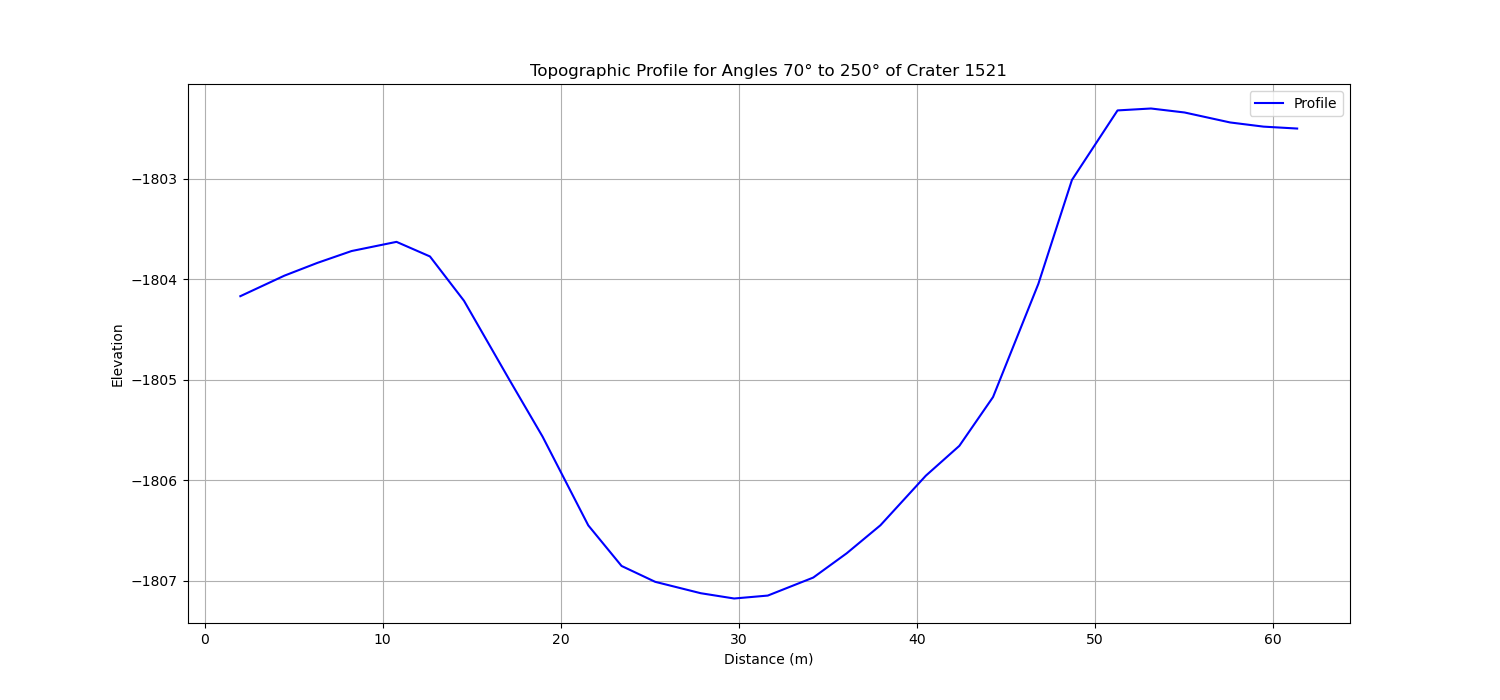 Topographic Profile for Angles 70° to 250° of Crater 1521
Profile
−1803
−1804
−1805
−1806
−1807
Elevation
0 10 20 30 40 50 60
Distance (m)